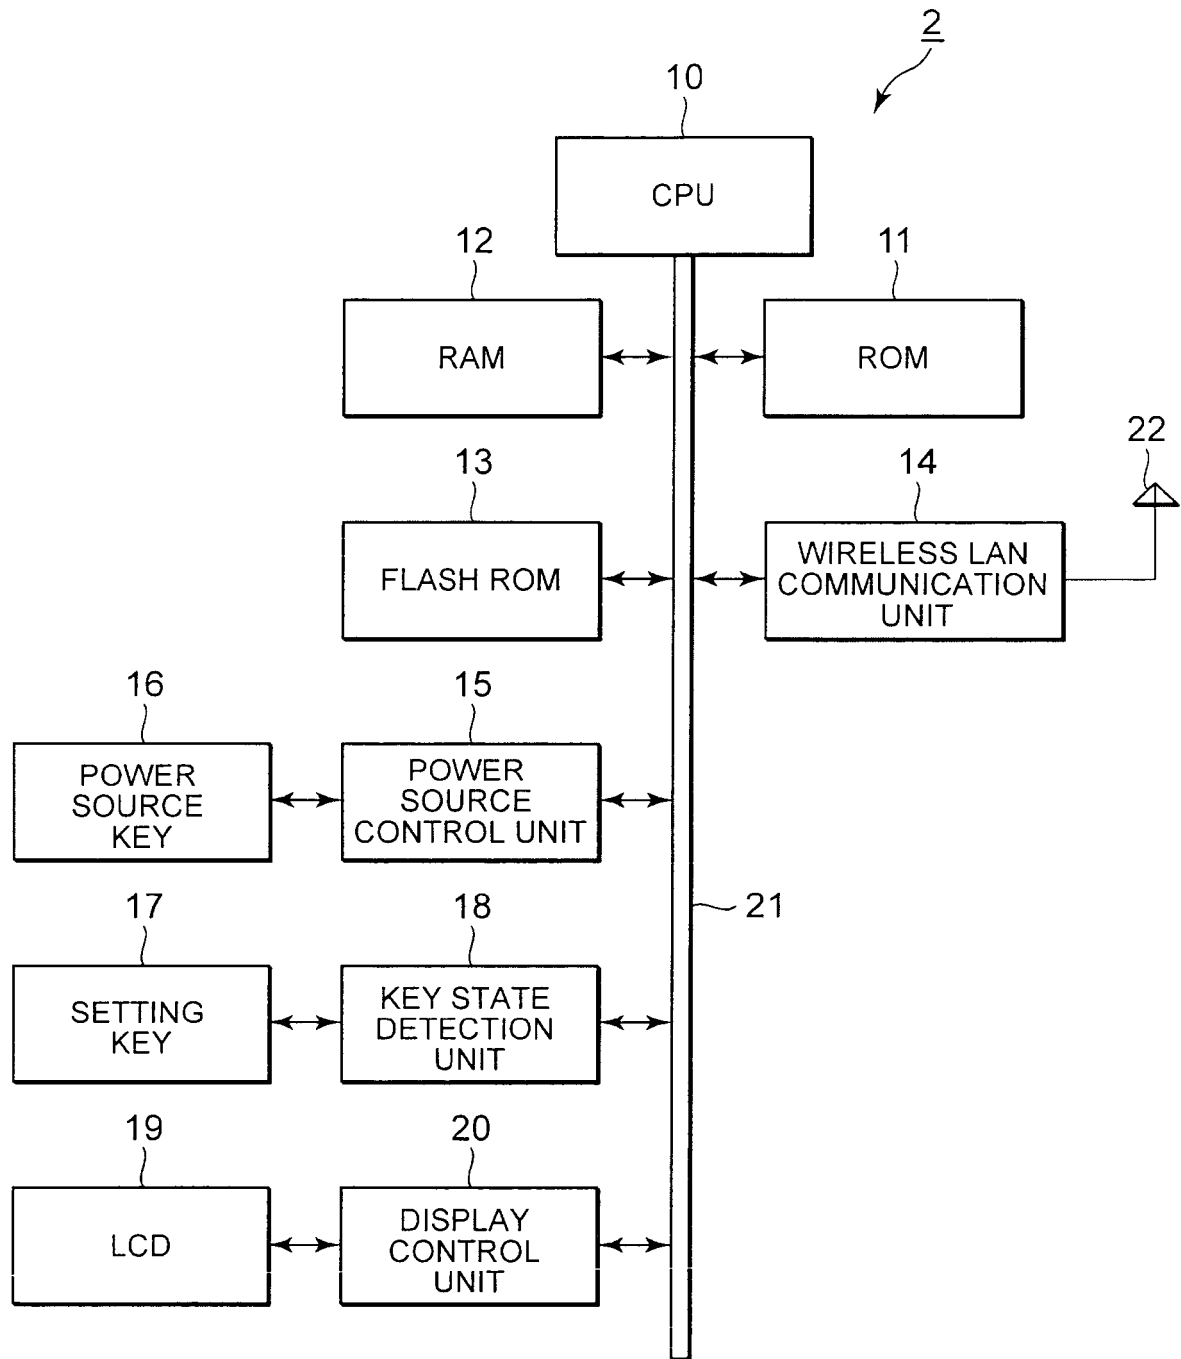 2
10
CPU
12
11
RAM
ROM
22
13
14
FLASH ROM
WIRELESS LAN
COMMUNICATION
UNIT
16
15
POWER
SOURCE
KEY
POWER
SOURCE
CONTROL UNIT
17
18
21
SETTING
KEY
KEY STATE
DETECTION
UNIT
19
20
LCD
DISPLAY
CONTROL
UNIT